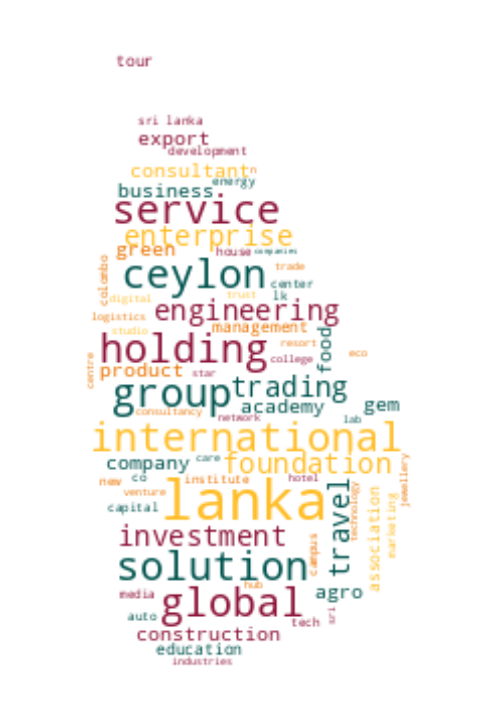 tour
sri lanka
export
development
consultant
n
energy
business
service
enterprise
green
house
companies
ceylon
colombo
trade
center
digital
trust
lk
engineering
logistics
studio
management
food
holding
resort
college
eco
centre
product
star
group
trading
consultancy
academy
gem
network
lab
international
company
care
foundation
jewellery
new
co
institute
hotel
venture
lanka
travel
technology
association
marketing
capital
investment
campus
solution
hub
media
global
agro
auto
tech
sri
construction
education
industries